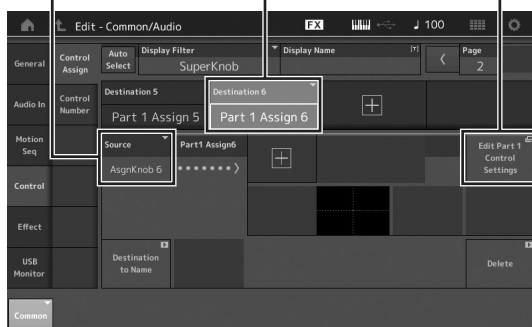 Edit - Common/Audio
FX
♩ 100
General
Control
Assign
Auto
Select
Display Filter
SuperKnob
Display Name
[T]
Page
2
Audio In
Control
Number
Destination 5
Part 1 Assign 5
Destination 6
Part 1 Assign 6
Motion
Seq
Source
AsgnKnob 6
Part1 Assign6
Edit Part 1
Control
Settings
Control
Effect
USB
Monitor
Destination
to Name
Delete
Common